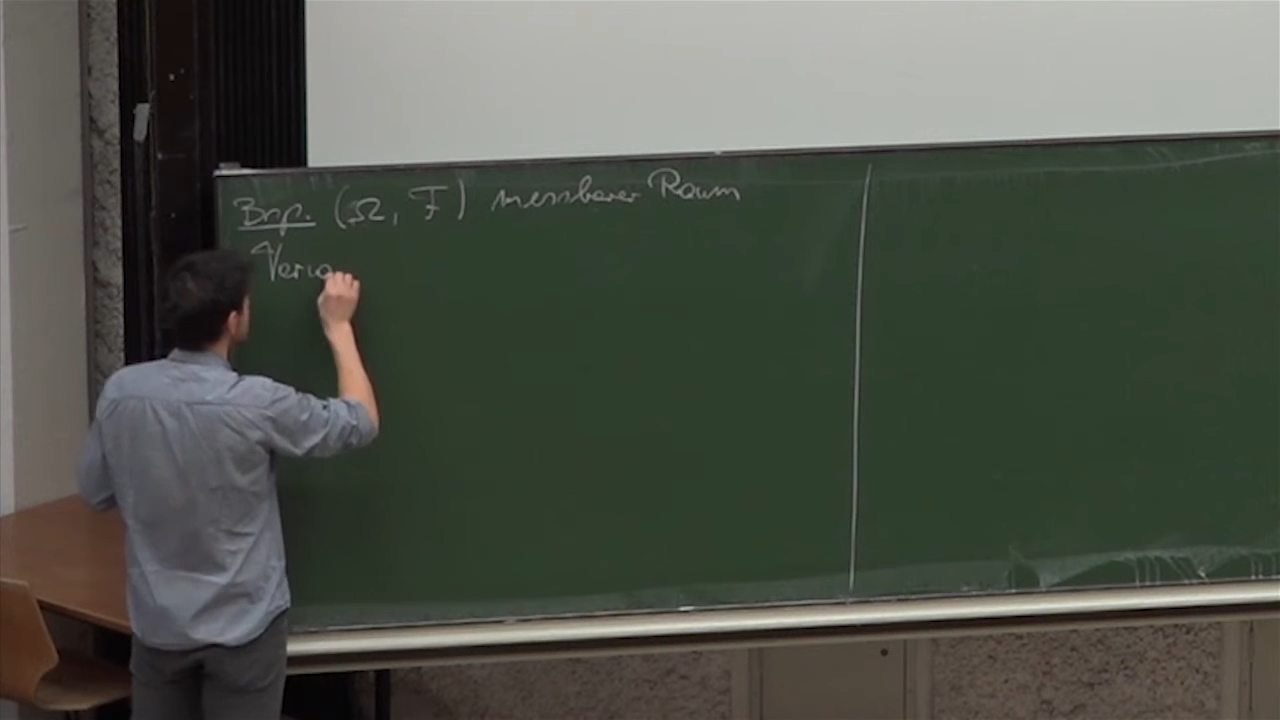 Bsp. (Ω, F) messbarer Raum